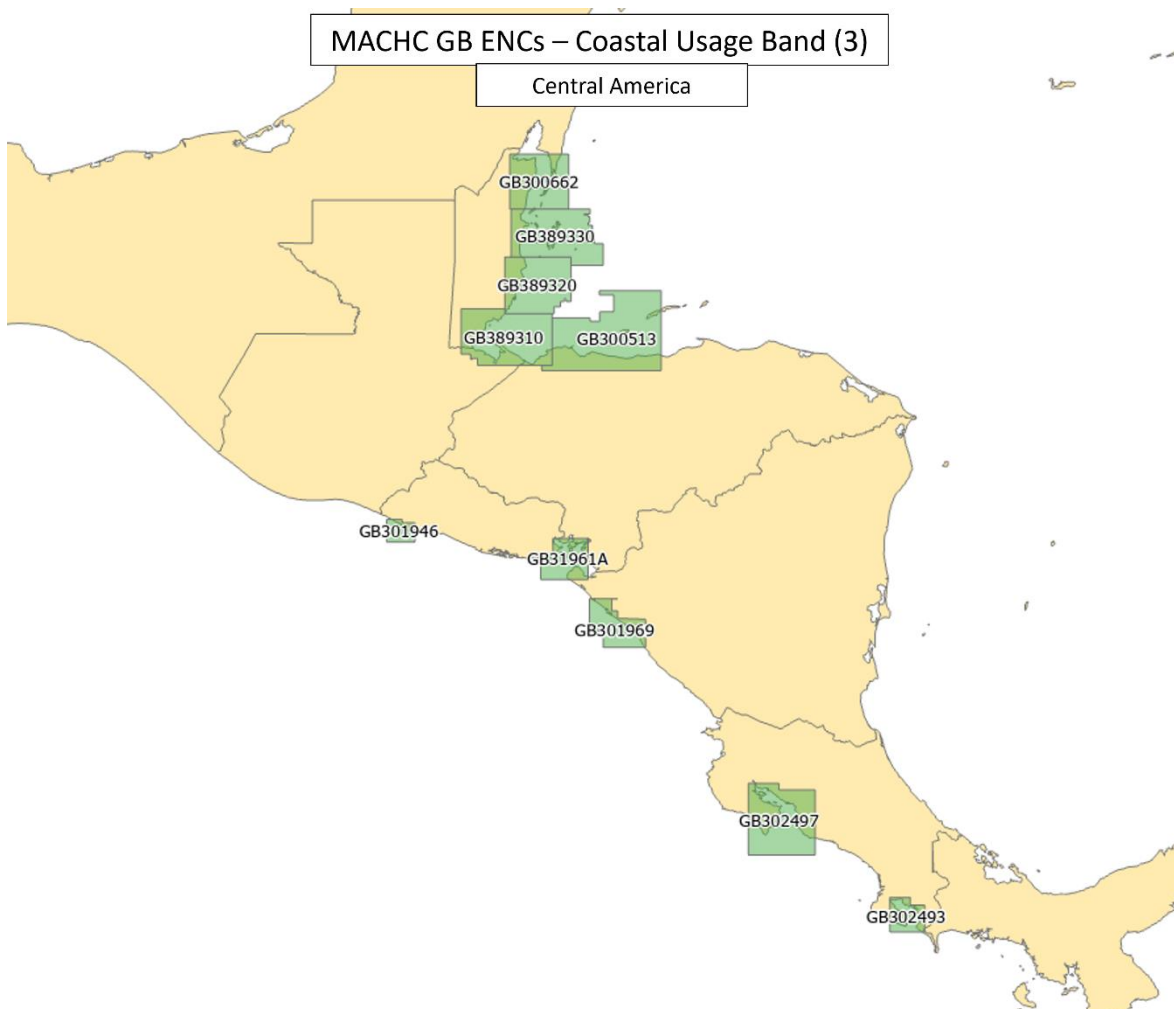 MACHC GB ENCs – Coastal Usage Band (3)
Central America
GB300662
GB389330
GB389320
GB389310
GB300513
GB301946
GB31961A
GB301969
GB302497
GB302493